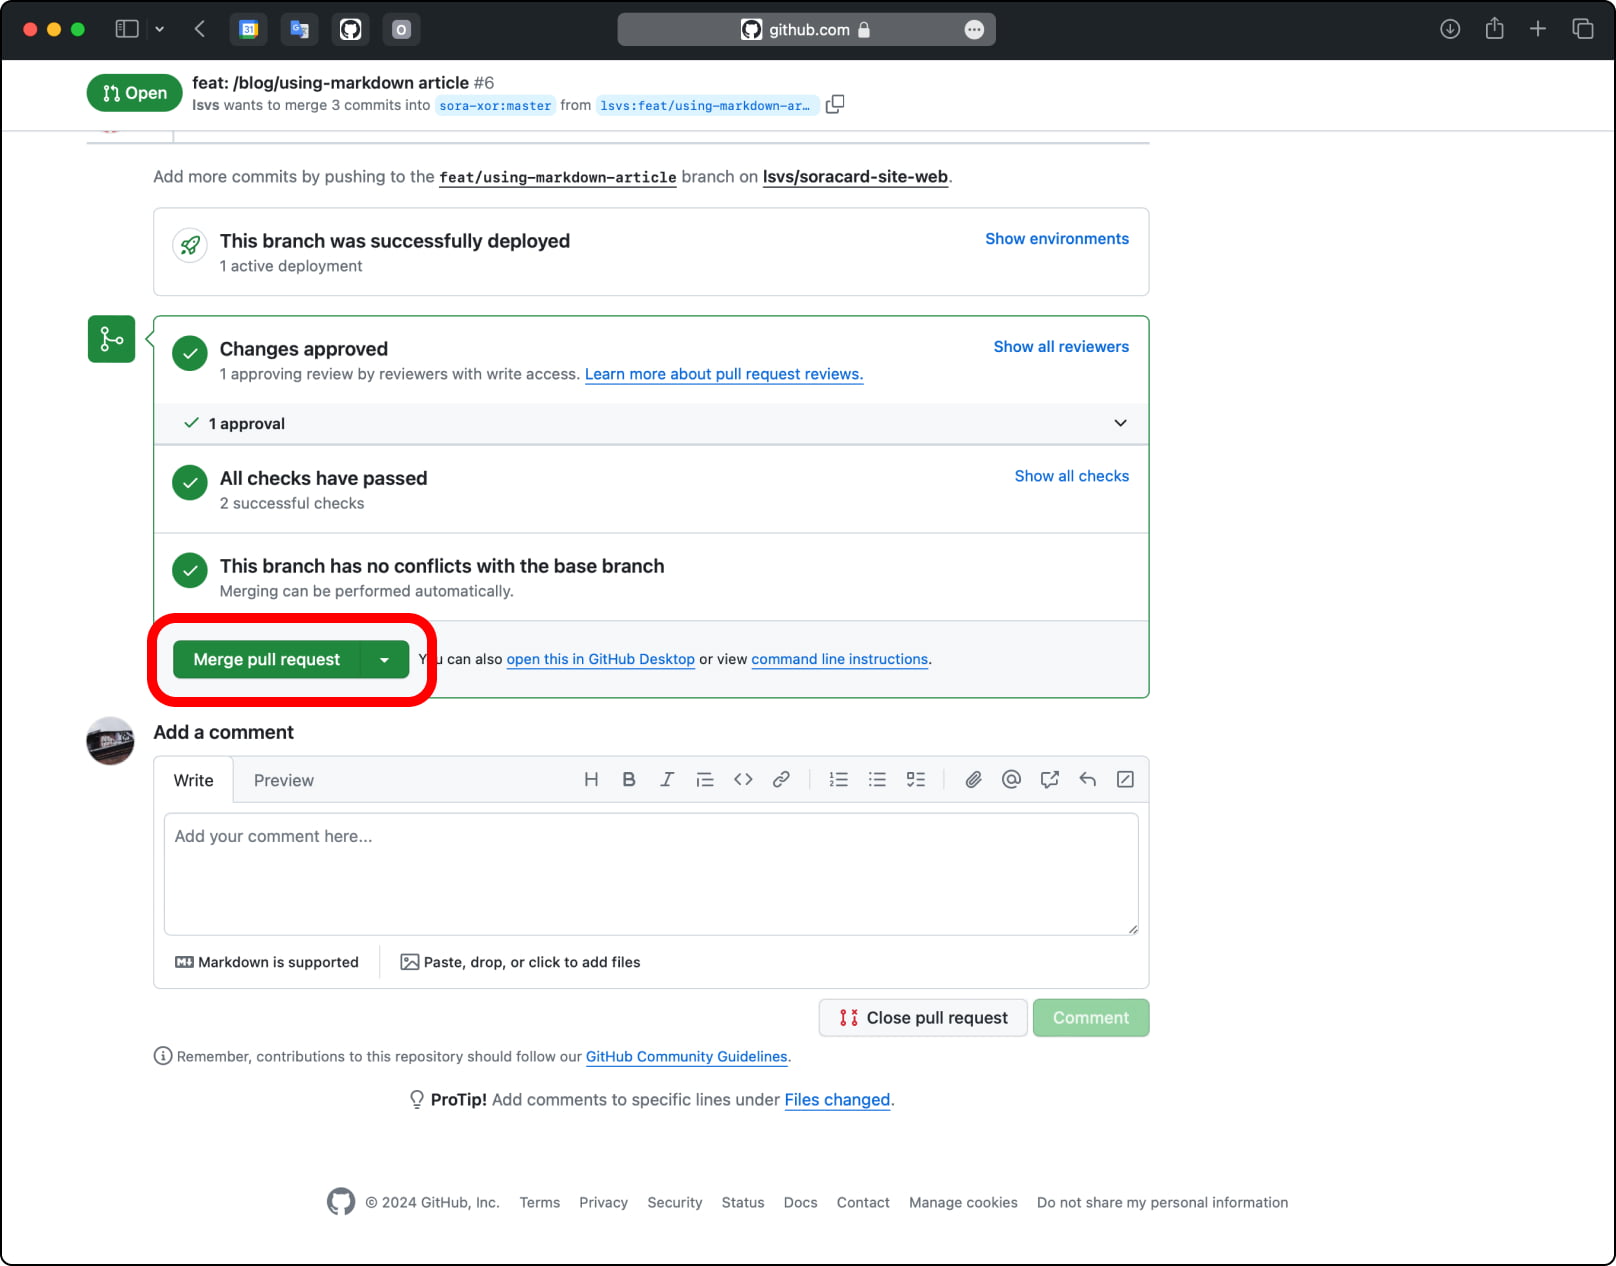 github.com
31
O
Open
feat: /blog/using-markdown article #6
lsvs wants to merge 3 commits into sora-xor:master from lsvs:feat/using-markdown-ar…
Add more commits by pushing to the feat/using-markdown-article branch on lsvs/soracard-site-web.
This branch was successfully deployed
Show environments
1 active deployment
Changes approved
Show all reviewers
1 approving review by reviewers with write access. Learn more about pull request reviews.
1 approval
All checks have passed
Show all checks
2 successful checks
This branch has no conflicts with the base branch
Merging can be performed automatically.
Merge pull request
can also open this in GitHub Desktop or view command line instructions.
Add a comment
Write Preview
Add your comment here...
Markdown is supported
Paste, drop, or click to add files
Close pull request
Comment
Remember, contributions to this repository should follow our GitHub Community Guidelines.
ProTip! Add comments to specific lines under Files changed.
© 2024 GitHub, Inc. Terms Privacy Security Status Docs Contact Manage cookies Do not share my personal information